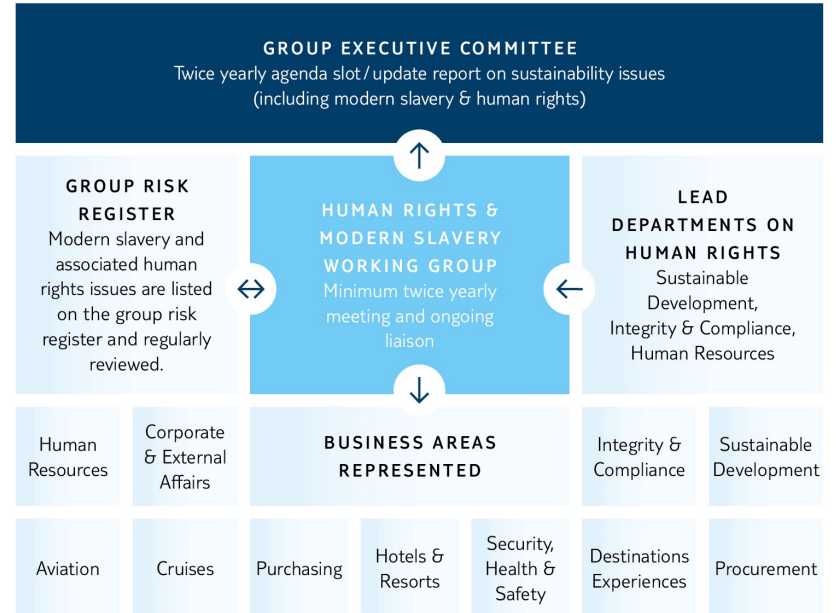 GROUP EXECUTIVE COMMITTEE
Twice yearly agenda slot / update report on sustainability issues
(including modern slavery & human rights)
GROUP RISK
REGISTER
Modern slavery and
associated human
rights issues are listed
on the group risk
register and regularly
reviewed.
HUMAN RIGHTS &
MODERN SLAVERY
WORKING GROUP
Minimum twice yearly
meeting and ongoing
liaison
LEAD
DEPARTMENTS ON
HUMAN RIGHTS
Sustainable
Development,
Integrity & Compliance,
Human Resources
Human
Resources
Corporate
& External
Affairs
BUSINESS AREAS
REPRESENTED
Integrity &
Compliance
Sustainable
Development
Aviation
Cruises
Purchasing
Hotels &
Resorts
Security,
Health &
Safety
Destinations
Experiences
Procurement